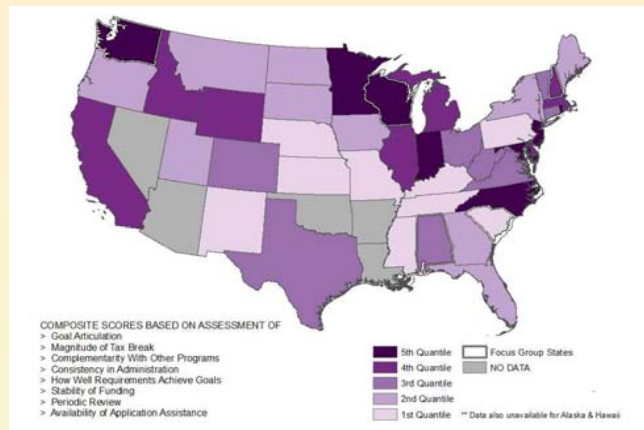 COMPOSITE SCORES BASED ON ASSESSMENT OF
> Goal Articulation
> Magnitude of Tax Break
> Complementarity With Other Programs
> Consistency in Administration
> How Well Requirements Achieve Goals
> Stability of Funding
> Periodic Review
> Availability of Application Assistance
5th Quantile
4th Quantile
3rd Quantile
2nd Quantile
1st Quantile
Focus Group States
NO DATA
** Data also unavailable for Alaska & Hawaii